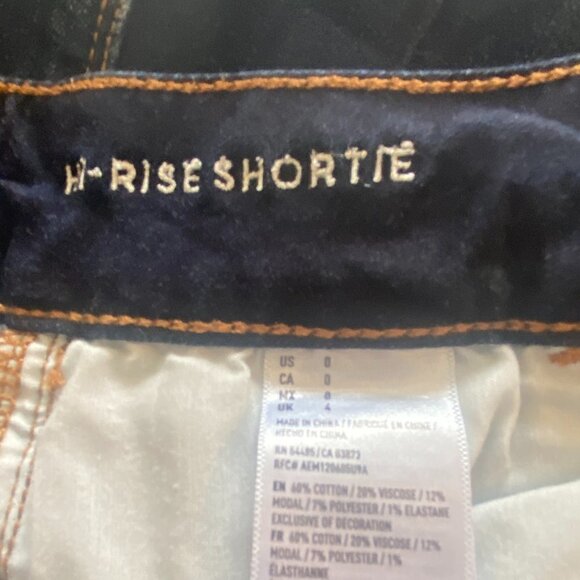 HI-RISE SHORTIE
US 0
CA 0
MX 0
UK 4
MADE IN CHINA / FABRIQUÉ EN CHINE /
HECHO EN CHINA
RN 54485 / CA 03873
RFC# AEM120605U9A
EN 60% COTTON / 20% VISCOSE / 12%
MODAL / 7% POLYESTER / 1% ELASTANE
EXCLUSIVE OF DECORATION
FR 60% COTON / 20% VISCOSE / 12%
MODAL / 7% POLYESTER / 1%
ÉLASTHANNE